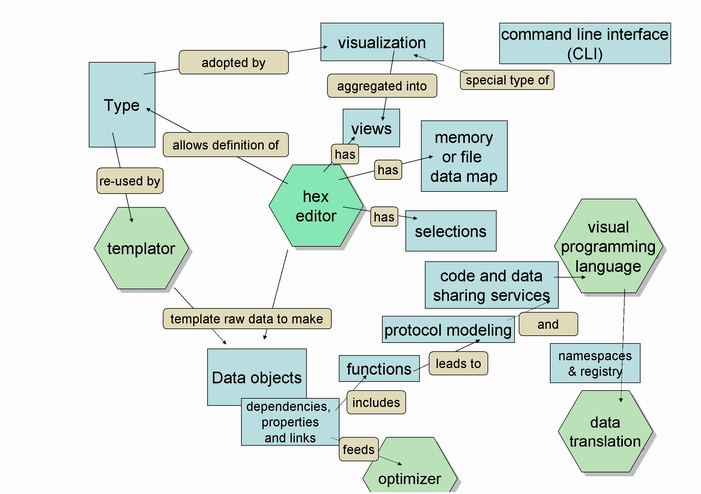 visualization
command line interface
(CLI)
adopted by
special type of
aggregated into
Type
views
memory
or file
data map
allows definition of
has
has
re-used by
hex
editor
has
selections
templator
visual
programming
language
code and data
sharing services
template raw data to make
protocol modeling
and
Data objects
functions
leads to
namespaces
& registry
dependencies,
properties
and links
includes
data
translation
feeds
optimizer